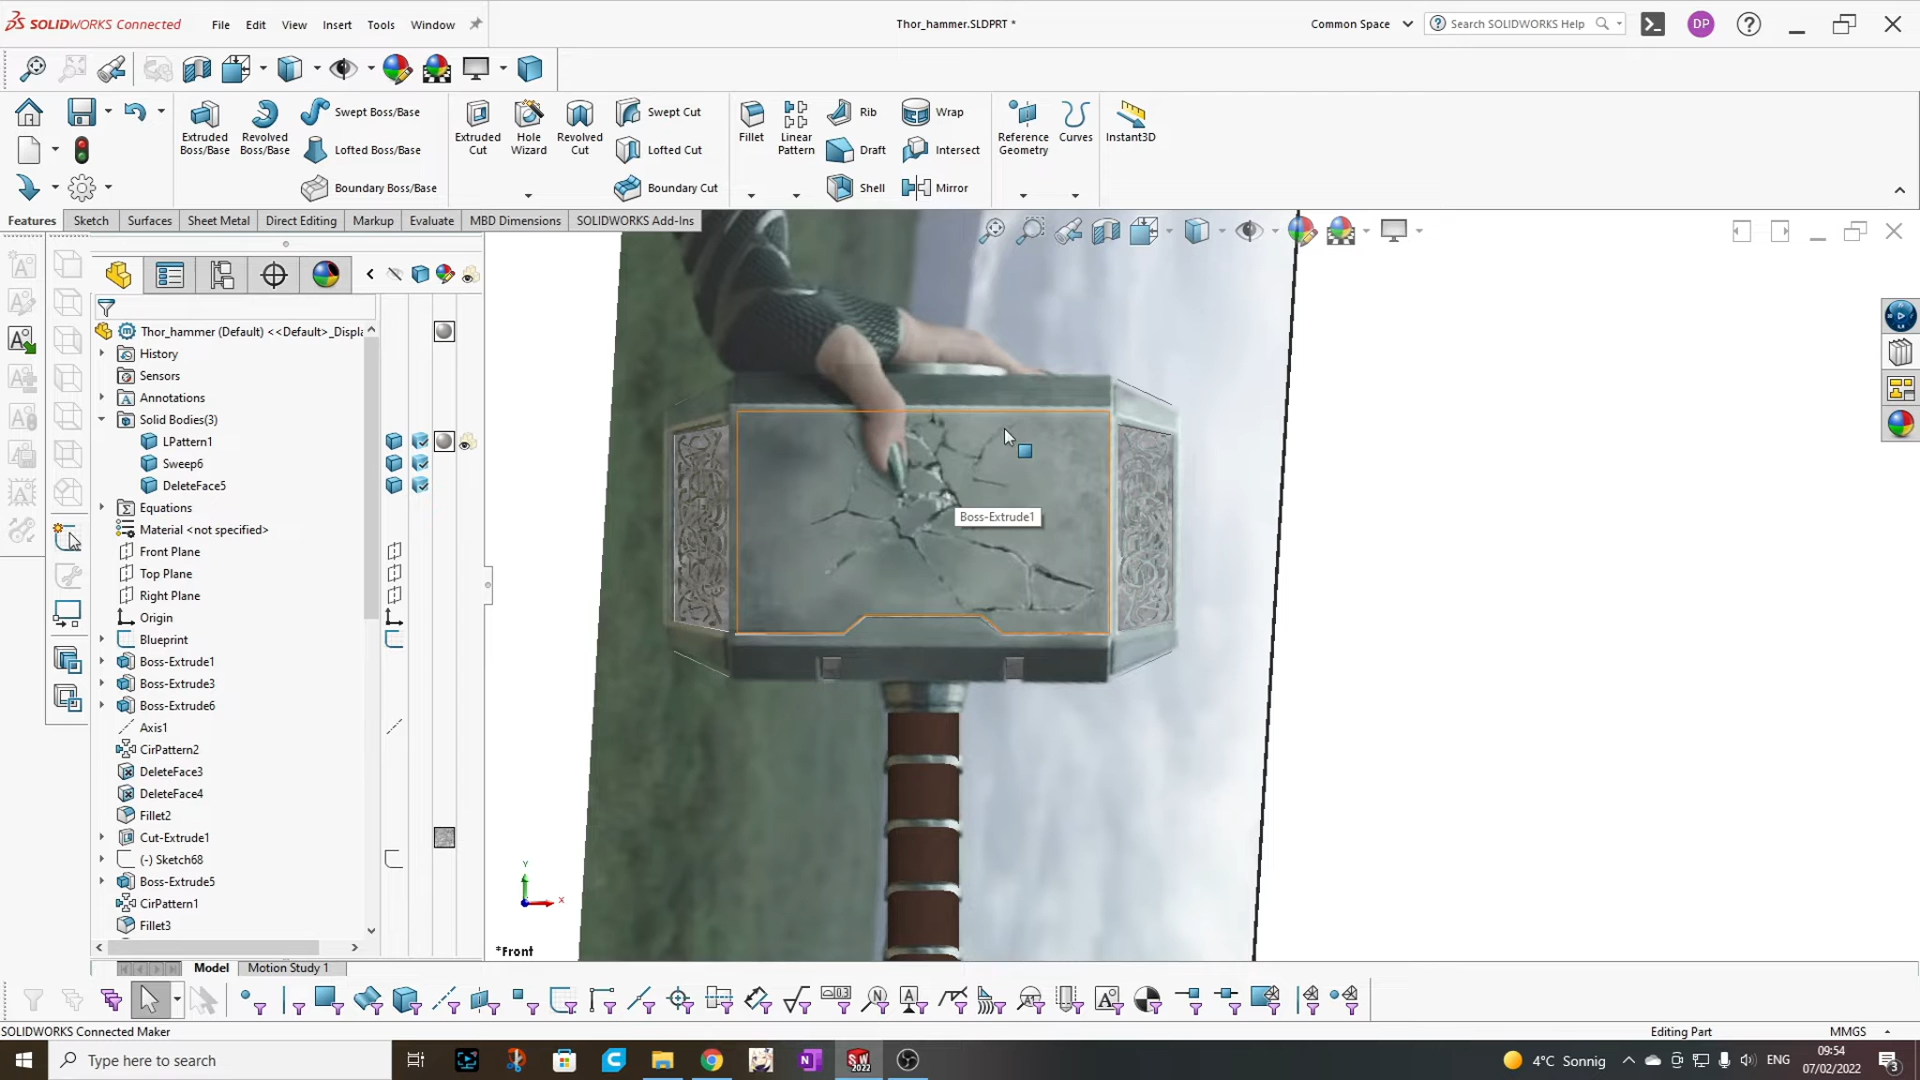 SOLIDWORKS Connected File Edit View Insert Tools Window Thor_hammer.SLDPRT * Common Space Search SOLIDWORKS Help DP
Extruded Boss/Base
Revolved Boss/Base
Swept Boss/Base
Lofted Boss/Base
Boundary Boss/Base
Extruded Cut
Hole Wizard
Revolved Cut
Swept Cut
Lofted Cut
Boundary Cut
Fillet
Linear Pattern
Rib
Draft
Shell
Wrap
Intersect
Mirror
Reference Geometry
Curves
Instant3D
Features Sketch Surfaces Sheet Metal Direct Editing Markup Evaluate MBD Dimensions SOLIDWORKS Add-Ins
Thor_hammer (Default) <<Default>_Displa
History
Sensors
Annotations
Solid Bodies(3)
LPattern1
Sweep6
DeleteFace5
Equations
Material <not specified>
Front Plane
Top Plane
Right Plane
Origin
Blueprint
Boss-Extrude1
Boss-Extrude3
Boss-Extrude6
Axis1
CirPattern2
DeleteFace3
DeleteFace4
Fillet2
Cut-Extrude1
(-) Sketch68
Boss-Extrude5
CirPattern1
Fillet3
Boss-Extrude1
Y
X
*Front
Model Motion Study 1
SOLIDWORKS Connected Maker Editing Part MMGS
Type here to search 4°C Sonnig ENG 09:54
07/02/2022
3